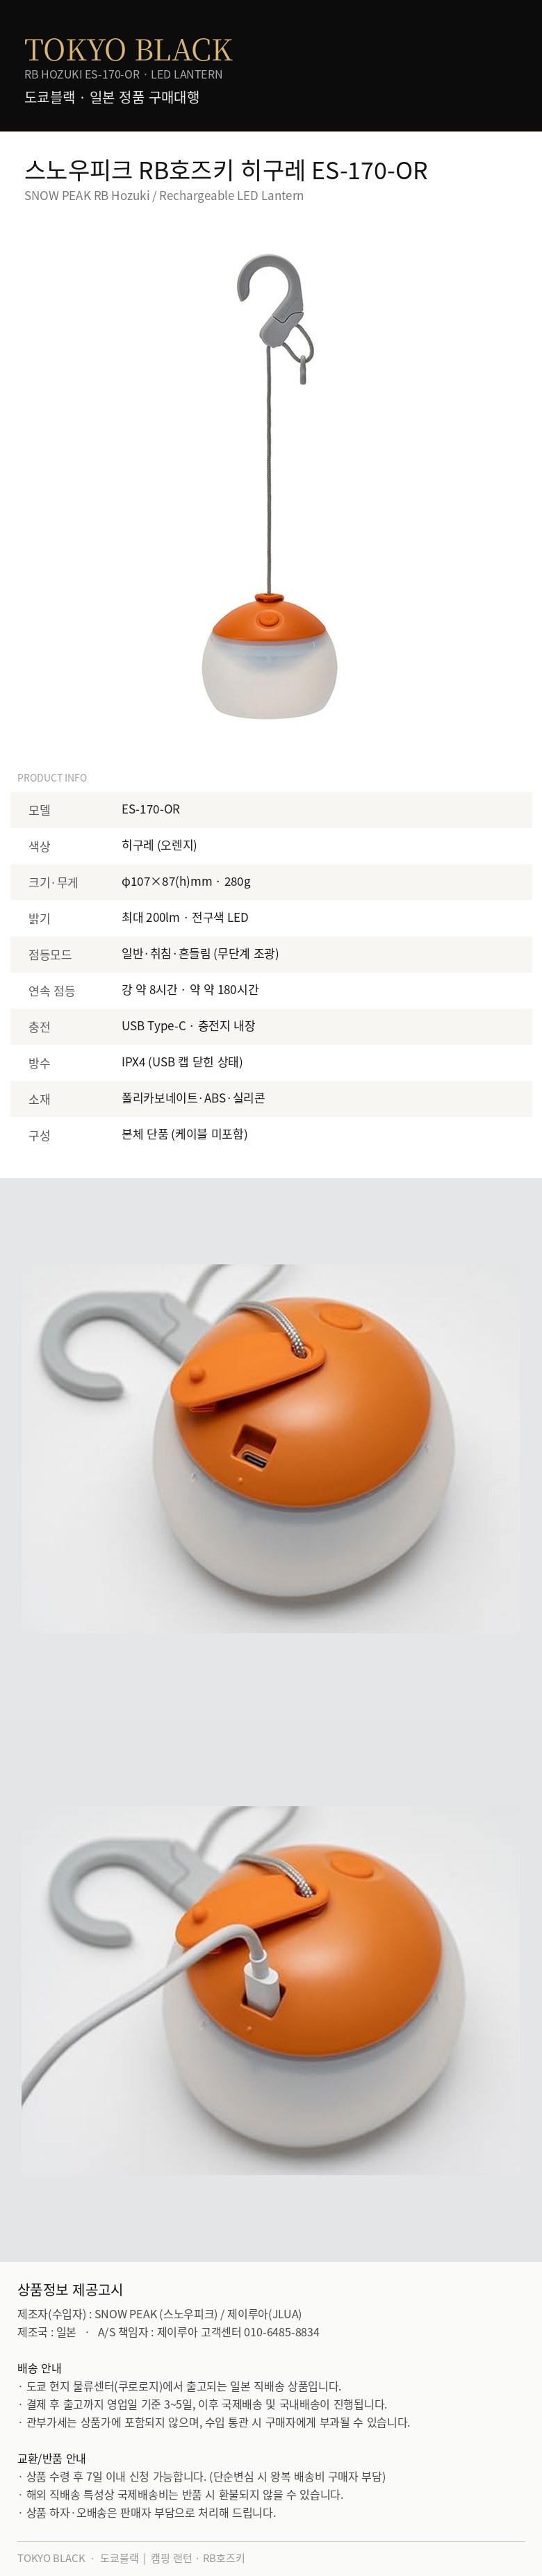 TOKYO BLACK
RB HOZUKI ES-170-OR · LED LANTERN
도쿄블랙 · 일본 정품 구매대행
스노우피크 RB호즈키 히구레 ES-170-OR
SNOW PEAK RB Hozuki / Rechargeable LED Lantern
PRODUCT INFO
모델 ES-170-OR
색상 히구레 (오렌지)
크기·무게 φ107×87(h)mm · 280g
밝기 최대 200lm · 전구색 LED
점등모드 일반·취침·흔들림 (무단계 조광)
연속 점등 강 약 8시간 · 약 약 180시간
충전 USB Type-C · 충전지 내장
방수 IPX4 (USB 캡 닫힌 상태)
소재 폴리카보네이트·ABS·실리콘
구성 본체 단품 (케이블 미포함)
상품정보 제공고시
제조자(수입자) : SNOW PEAK (스노우피크) / 제이루아(JLUA)
제조국 : 일본 · A/S 책임자 : 제이루아 고객센터 010-6485-8834
배송 안내
· 도쿄 현지 물류센터(쿠로로지)에서 출고되는 일본 직배송 상품입니다.
· 결제 후 출고까지 영업일 기준 3~5일, 이후 국제배송 및 국내배송이 진행됩니다.
· 관부가세는 상품가에 포함되지 않으며, 수입 통관 시 구매자에게 부과될 수 있습니다.
교환/반품 안내
· 상품 수령 후 7일 이내 신청 가능합니다. (단순변심 시 왕복 배송비 구매자 부담)
· 해외 직배송 특성상 국제배송비는 반품 시 환불되지 않을 수 있습니다.
· 상품 하자·오배송은 판매자 부담으로 처리해 드립니다.
TOKYO BLACK · 도쿄블랙 | 캠핑 랜턴 · RB호즈키